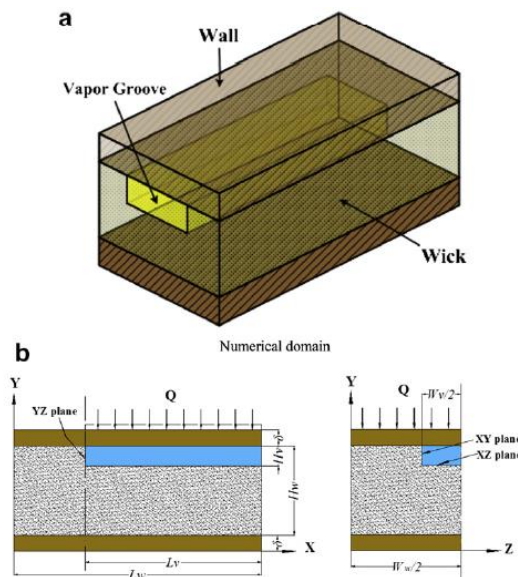 a
Wall
Vapor Groove
Wick
Numerical domain
b
Y
Q
YZ plane
δ
Hv
Hw
δ
X
Lv
Lw
Y
Q
Wv/2
XY plane
XZ plane
Z
Ww/2